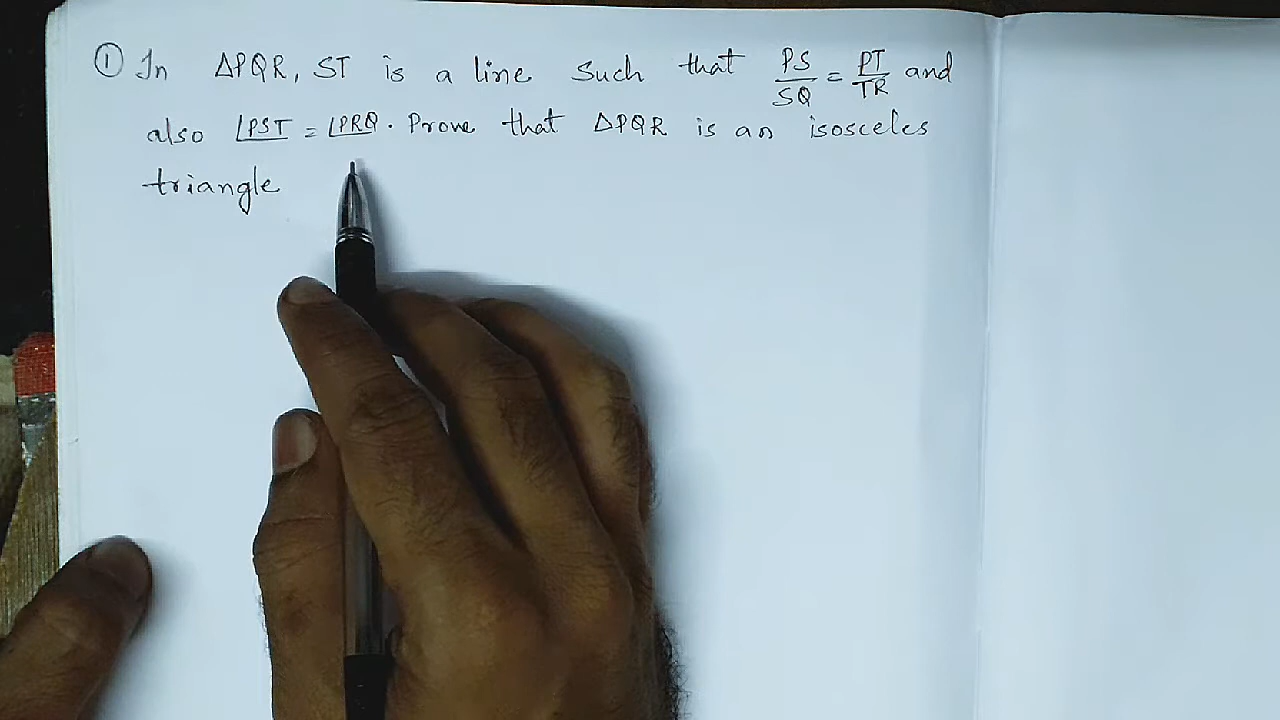 ① In ΔPQR, ST is a line such that PS/SQ = PT/TR and
also ∠PST = ∠PRQ. Prove that ΔPQR is an isosceles
triangle